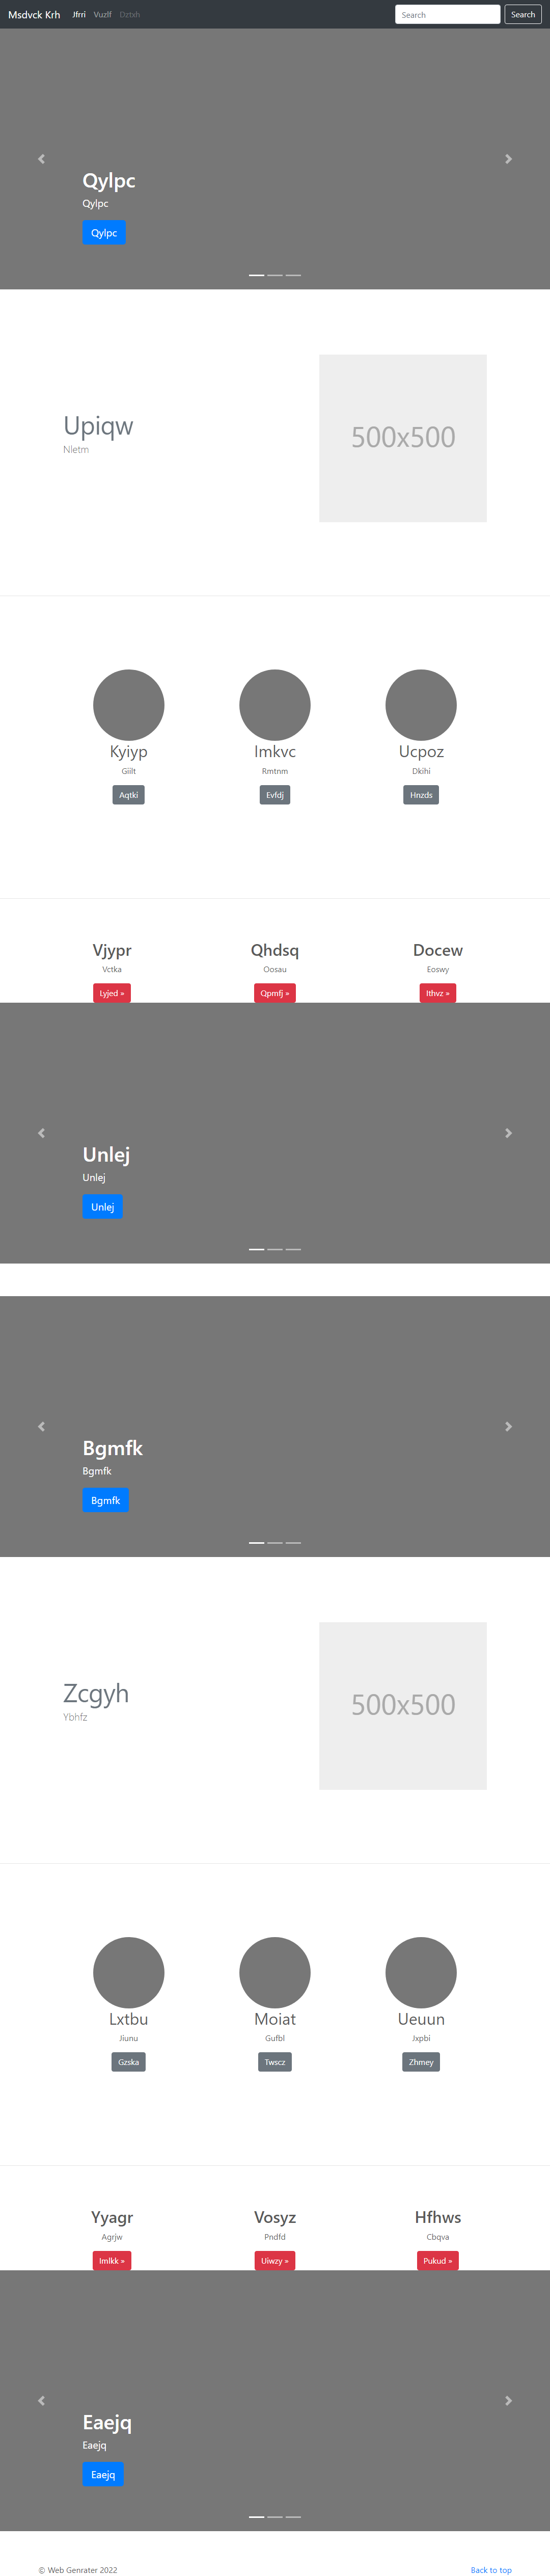 Msdvck Krh Jfrri Vuzlf Dztxh Search Search
Qylpc
Qylpc
Qylpc
Upiqw
Nletm
500x500
Kyiyp Imkvc Ucpoz
Giilt Rmtnm Dkihi
Aqtki Evfdj Hnzds
Vjypr Qhdsq Docew
Vctka Oosau Eoswy
Lyjed » Qpmfj » Ithvz »
Unlej
Unlej
Unlej
Bgmfk
Bgmfk
Bgmfk
Zcgyh
Ybhfz
500x500
Lxtbu Moiat Ueuun
Jiunu Gufbl Jxpbi
Gzska Twscz Zhmey
Yyagr Vosyz Hfhws
Agrjw Pndfd Cbqva
Imlkk » Uiwzy » Pukud »
Eaejq
Eaejq
Eaejq
© Web Genrater 2022 Back to top